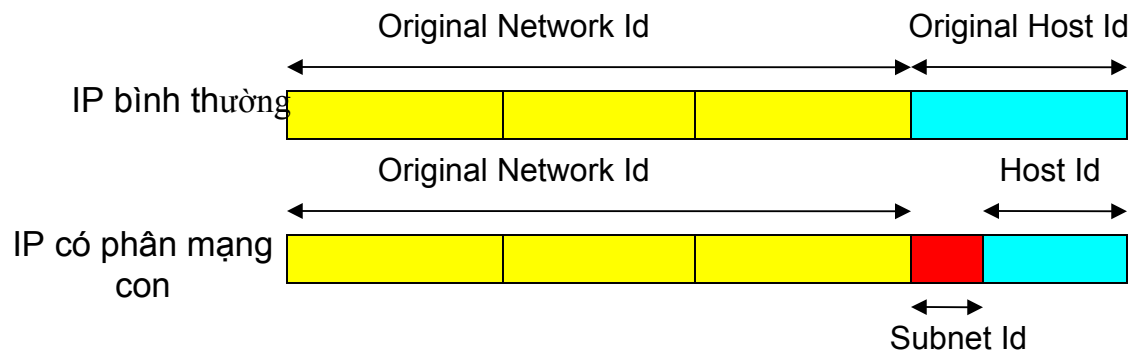 Original Network Id Original Host Id
IP bình thường
Original Network Id Host Id
IP có phân mạng
con
Subnet Id